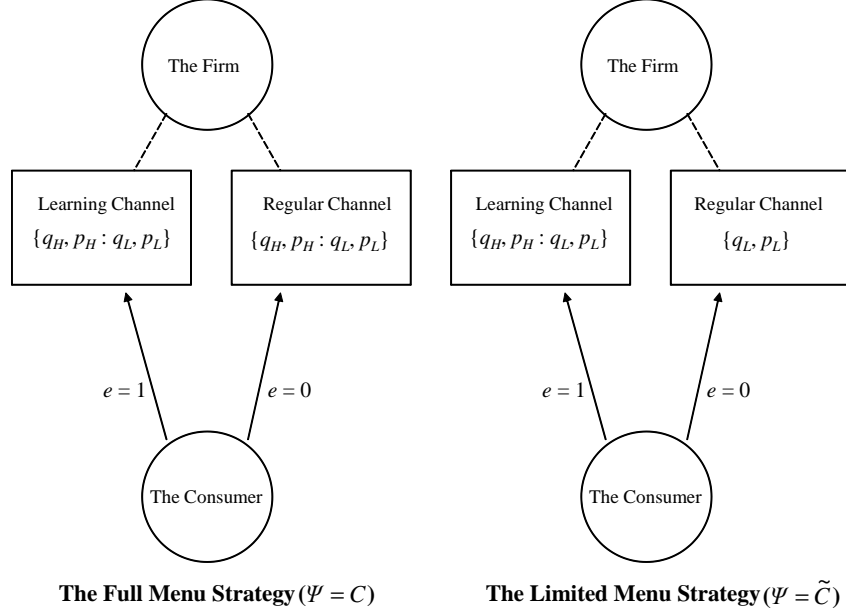 The Firm
Learning Channel
{q_H, p_H : q_L, p_L}
Regular Channel
{q_H, p_H : q_L, p_L}
e = 1
e = 0
The Consumer
The Full Menu Strategy (Ψ = C)
The Firm
Learning Channel
{q_H, p_H : q_L, p_L}
Regular Channel
{q_L, p_L}
e = 1
e = 0
The Consumer
The Limited Menu Strategy (Ψ = C̃)